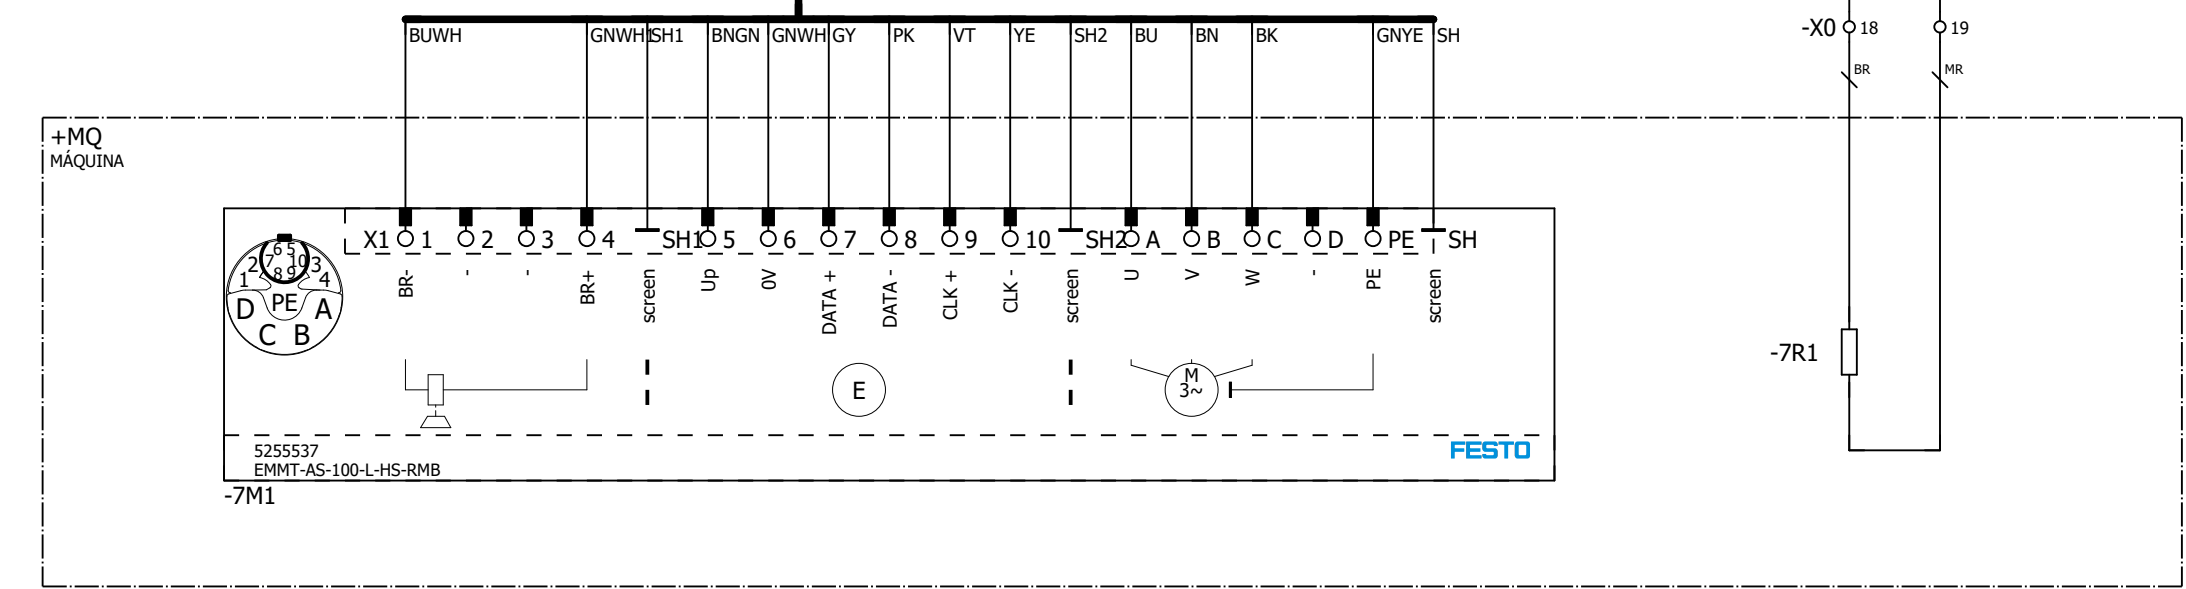 BUWH GNWH1 SH1 BNGN GNWH GY PK VT YE SH2 BU BN BK GNYE SH
-X0 18 19
BR MR
+MQ
MÁQUINA
X1 1 2 3 4 SH1 5 6 7 8 9 10 SH2 A B C D PE SH
6 5
2 7 10 3
1 8 9 4
D PE A
C B
BR- - - BR+ screen Up 0V DATA + DATA - CLK + CLK - screen U V W - PE screen
-7R1
E
M
3~
5255537
EMMT-AS-100-L-HS-RMB
FESTO
-7M1